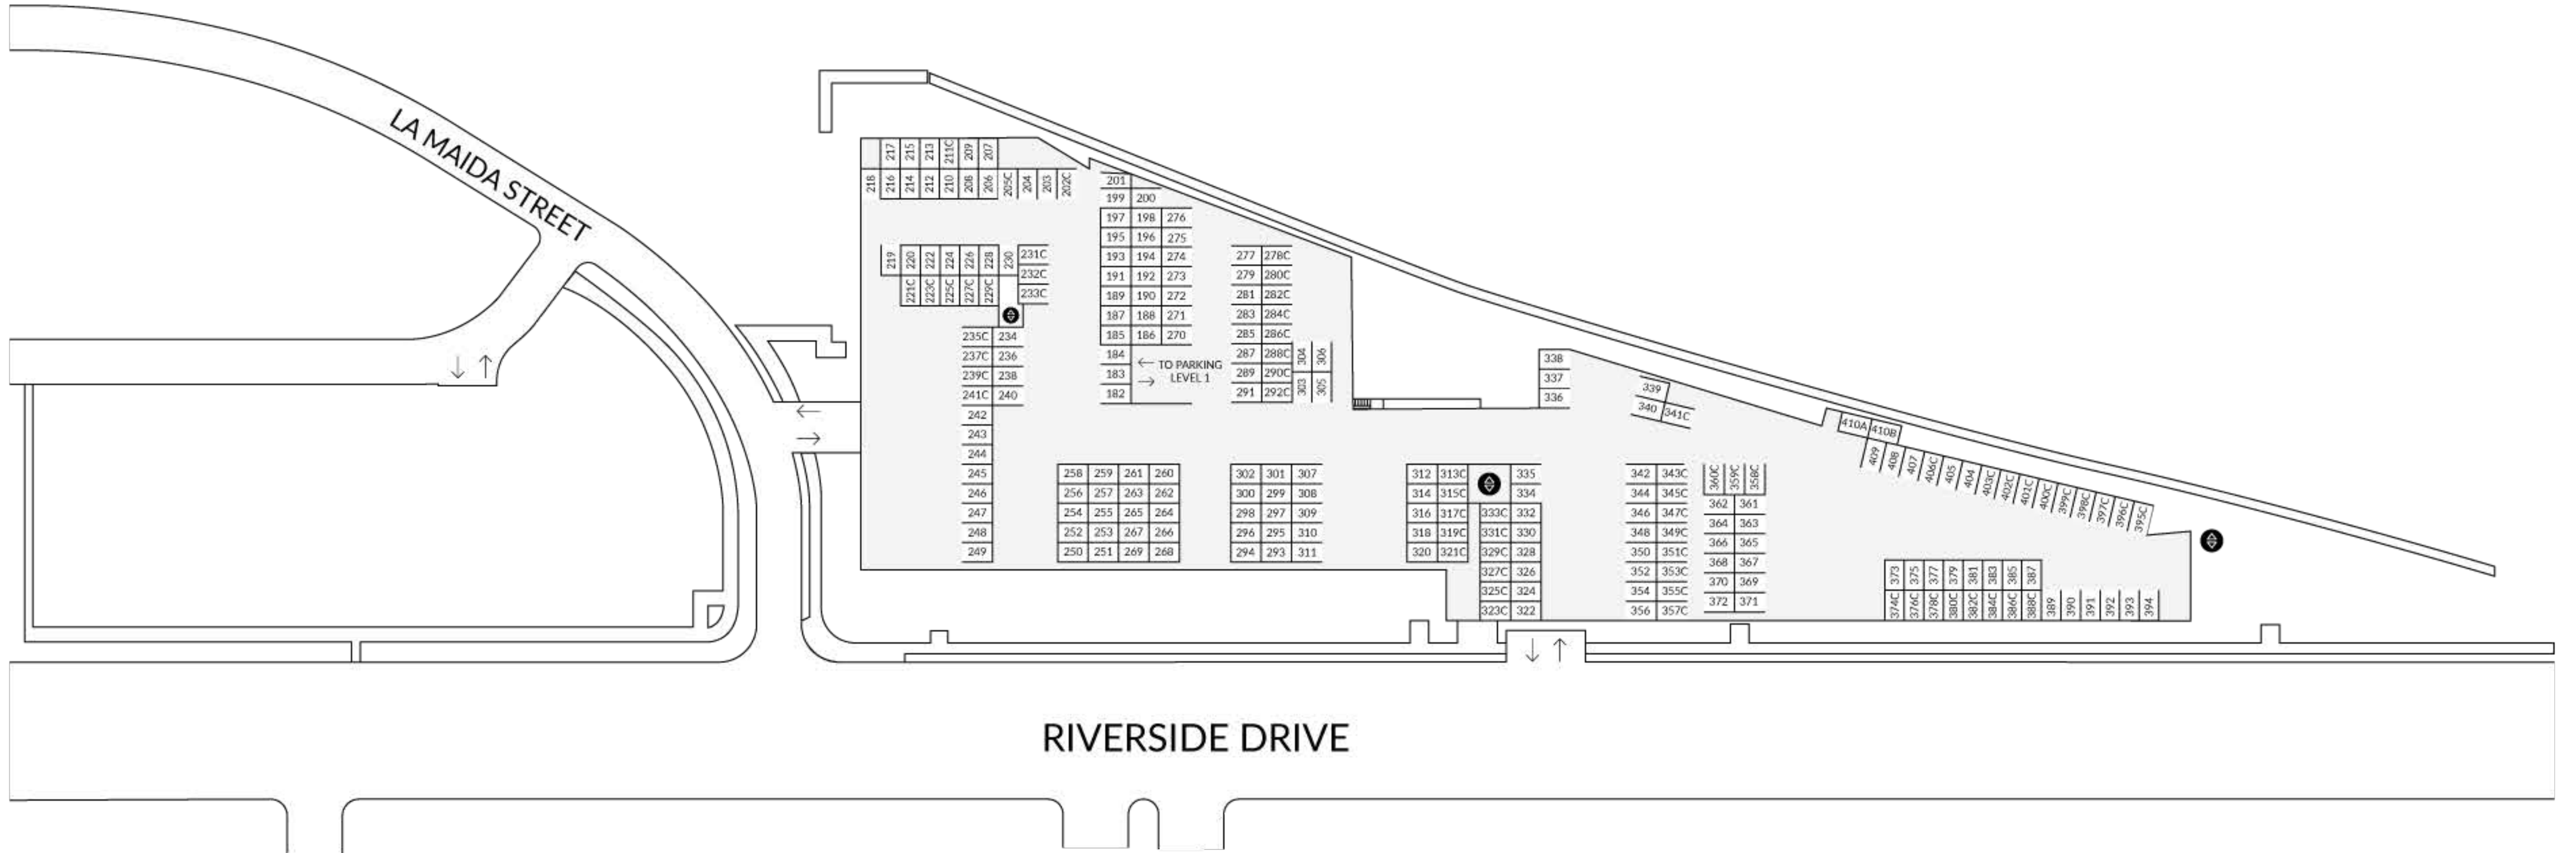 LA MAIDA STREET
217 215 213 211C 209 207
218 216 214 212 210 208 206 205C 204 203 202C
201
199 200
197 198 276
195 196 275
193 194 274
191 192 273
189 190 272
187 188 271
185 186 270
184
183
182
← TO PARKING
→ LEVEL 1
219 220 222 224 226 228 230
221C 223C 225C 227C 229C
231C
232C
233C
235C 234
237C 236
239C 238
241C 240
242
243
244
245
246
247
248
249
277 278C
279 280C
281 282C
283 284C
285 286C
287 288C
289 290C
291 292C
304 306
303 305
258 259 261 260
256 257 263 262
254 255 265 264
252 253 267 266
250 251 269 268
302 301 307
300 299 308
298 297 309
296 295 310
294 293 311
312 313C
314 315C
316 317C
318 319C
320 321C
335
334
333C 332
331C 330
329C 328
327C 326
325C 324
323C 322
338
337
336
339
340 341C
342 343C
344 345C
346 347C
348 349C
350 351C
352 353C
354 355C
356 357C
360C 359C 358C
362 361
364 363
366 365
368 367
370 369
372 371
410A 410B
409 408 407 406C 405 404 403C 402C 401C 400C 399C 398C 397C 396C 395C
373 375 377 379 381 383 385 387
374C 376C 378C 380C 382C 384C 386C 388C 389 390 391 392 393 394
RIVERSIDE DRIVE